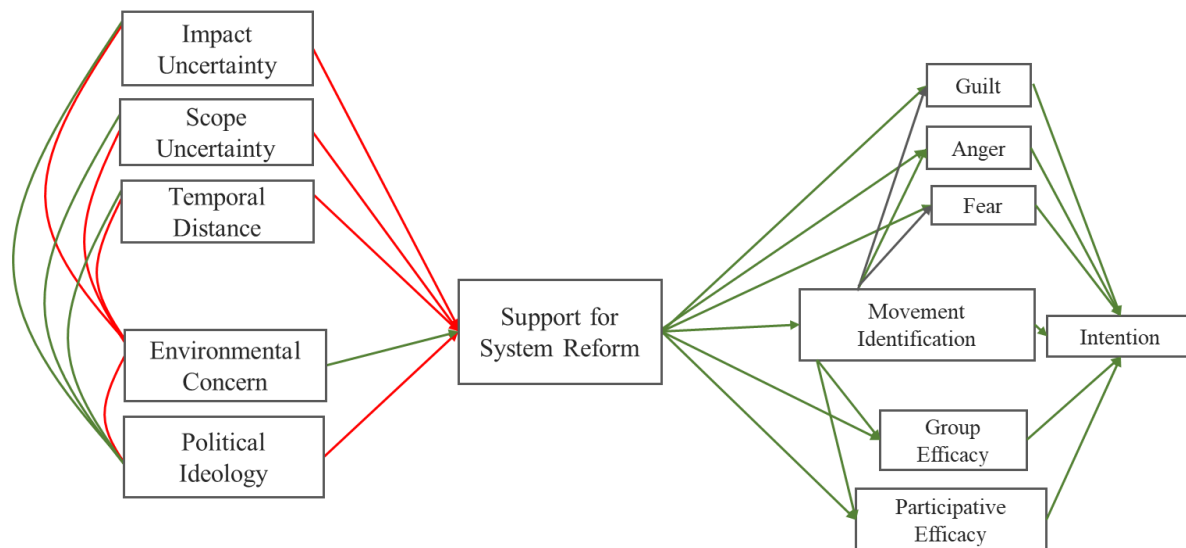 Impact
Uncertainty
Scope
Uncertainty
Temporal
Distance
Environmental
Concern
Political
Ideology
Support for
System Reform
Guilt
Anger
Fear
Movement
Identification
Intention
Group
Efficacy
Participative
Efficacy